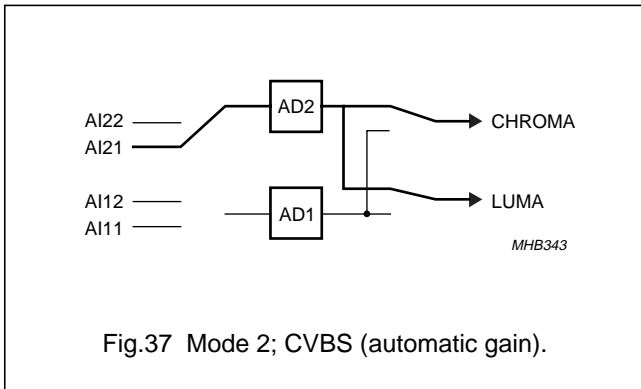 AD2
AI22
CHROMA
AI21
AI12
LUMA
AD1
AI11
MHB343
Fig.37 Mode 2; CVBS (automatic gain).